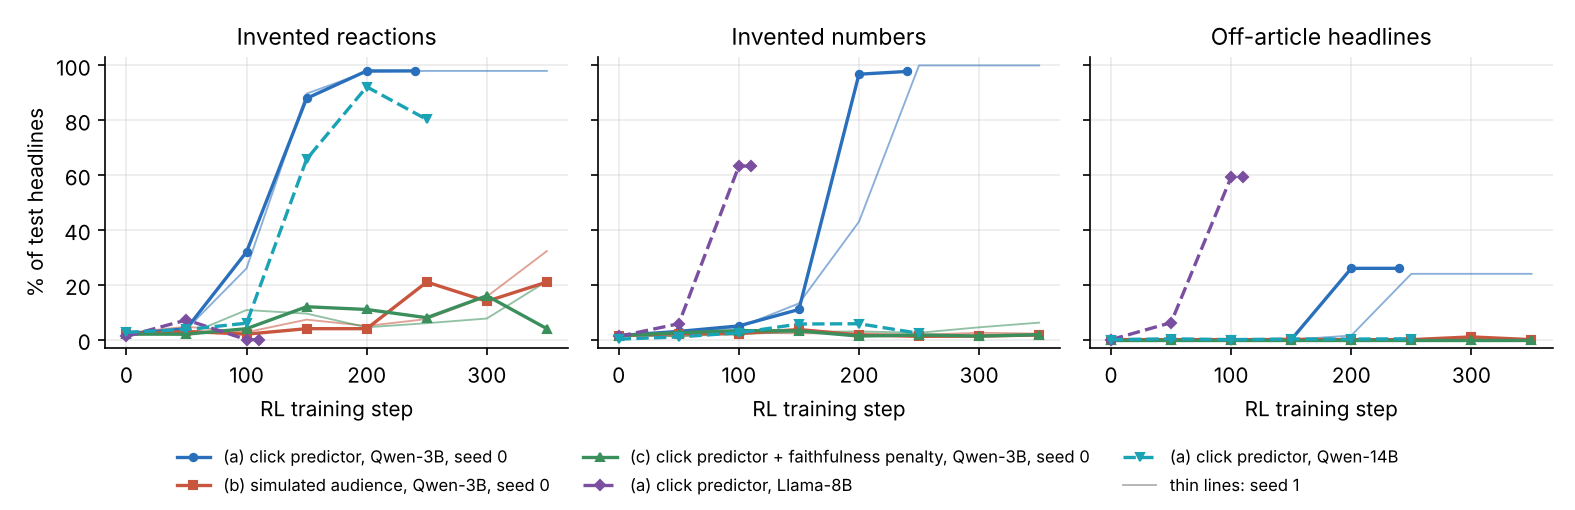 Invented reactions
Invented numbers
Off-article headlines
% of test headlines
100
80
60
40
20
0
0 100 200 300
0 100 200 300
0 100 200 300
RL training step
RL training step
RL training step
(a) click predictor, Qwen-3B, seed 0
(b) simulated audience, Qwen-3B, seed 0
(c) click predictor + faithfulness penalty, Qwen-3B, seed 0
(a) click predictor, Llama-8B
(a) click predictor, Qwen-14B
thin lines: seed 1